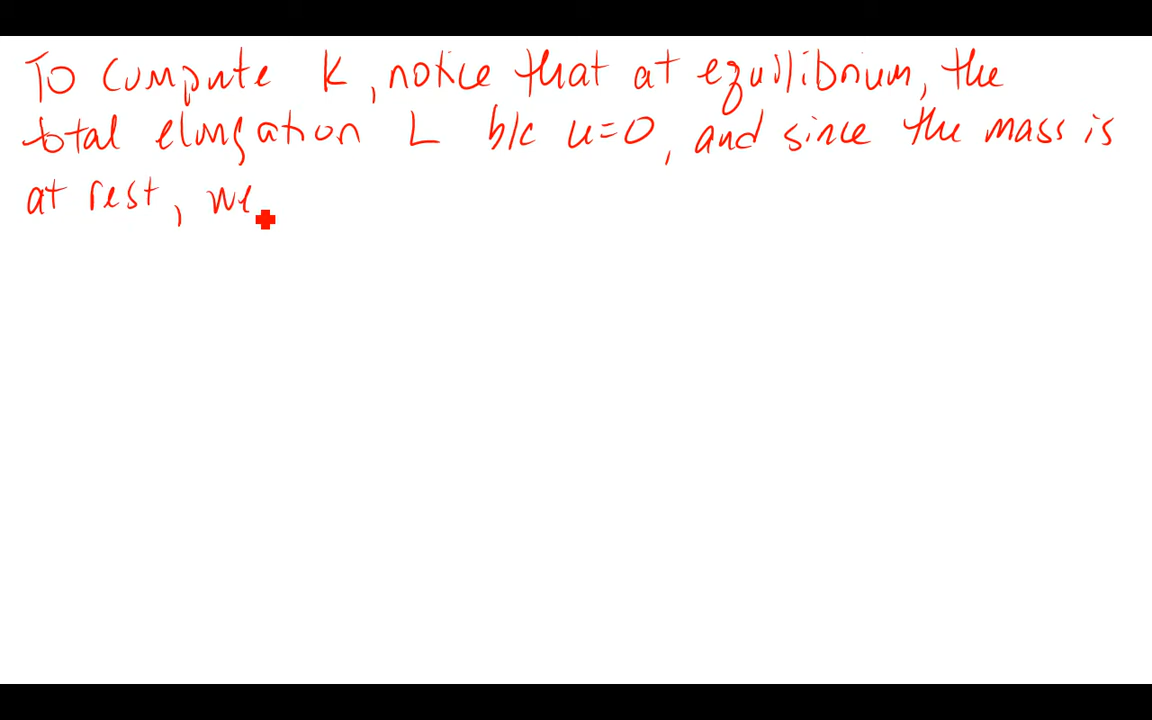 To compute k, notice that at equilibrium, the
total elongation L b/c u=0, and since the mass is
at rest, we